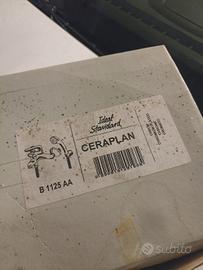 Ideal
Standard
CERAPLAN
B 1125 AA
subito